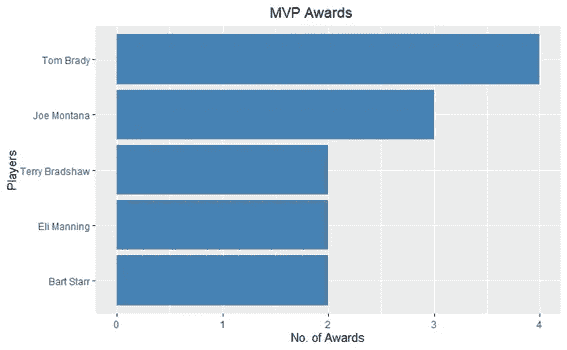 MVP Awards
Players
Tom Brady
Joe Montana
Terry Bradshaw
Eli Manning
Bart Starr
0 1 2 3 4
No. of Awards